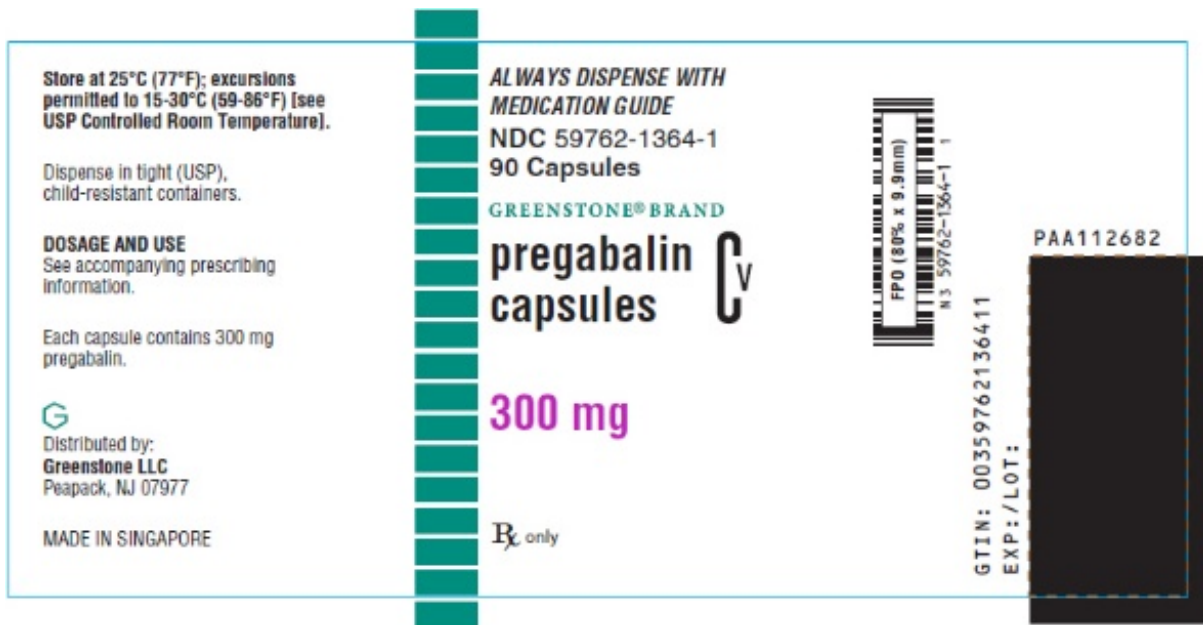 Store at 25°C (77°F); excursions
permitted to 15-30°C (59-86°F) [see
USP Controlled Room Temperature].
Dispense in tight (USP),
child-resistant containers.
DOSAGE AND USE
See accompanying prescribing
information.
Each capsule contains 300 mg
pregabalin.
G
Distributed by:
Greenstone LLC
Peapack, NJ 07977
MADE IN SINGAPORE
ALWAYS DISPENSE WITH
MEDICATION GUIDE
NDC 59762-1364-1
90 Capsules
GREENSTONE® BRAND
pregabalin
capsules
CV
300 mg
Rx only
FPO (80% x 9.9mm)
N3 59762-1364-1 1
GTIN: 00359762136411
EXP:/LOT:
PAA112682